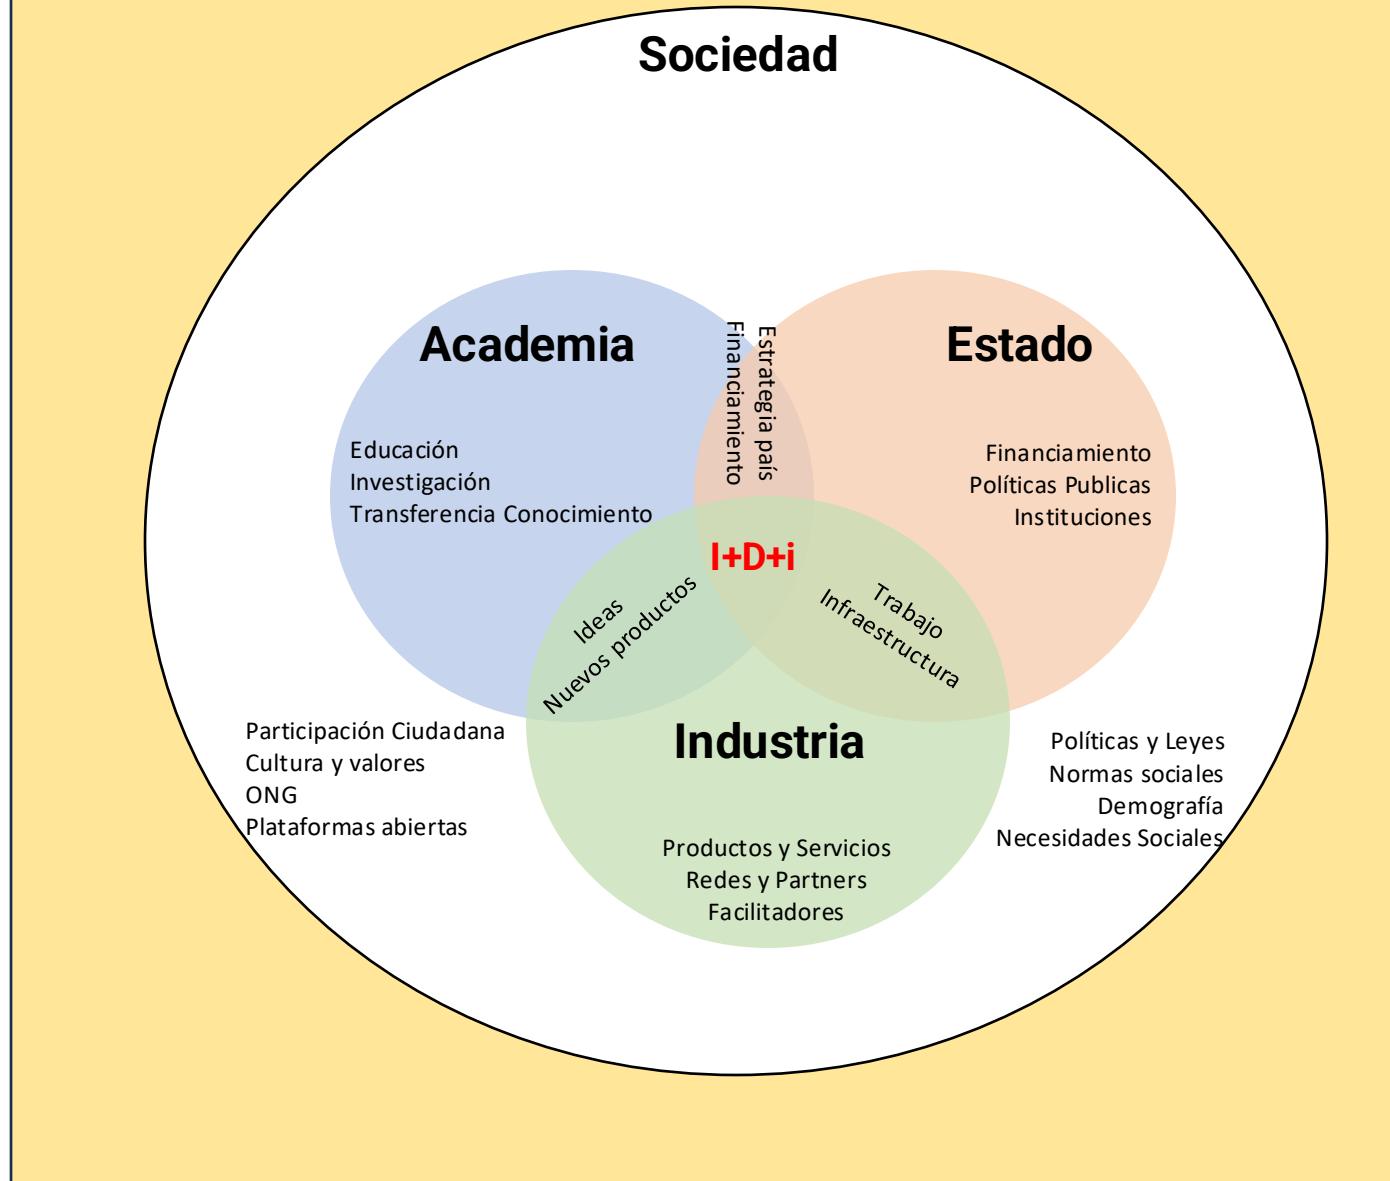 Sociedad
Academia
Estado
Estrategia país
Financiamiento
Educación
Investigación
Transferencia Conocimiento
Financiamiento
Políticas Publicas
Instituciones
I+D+i
Ideas
Nuevos productos
Trabajo
Infraestructura
Industria
Participación Ciudadana
Cultura y valores
ONG
Plataformas abiertas
Políticas y Leyes
Normas sociales
Demografía
Necesidades Sociales
Productos y Servicios
Redes y Partners
Facilitadores